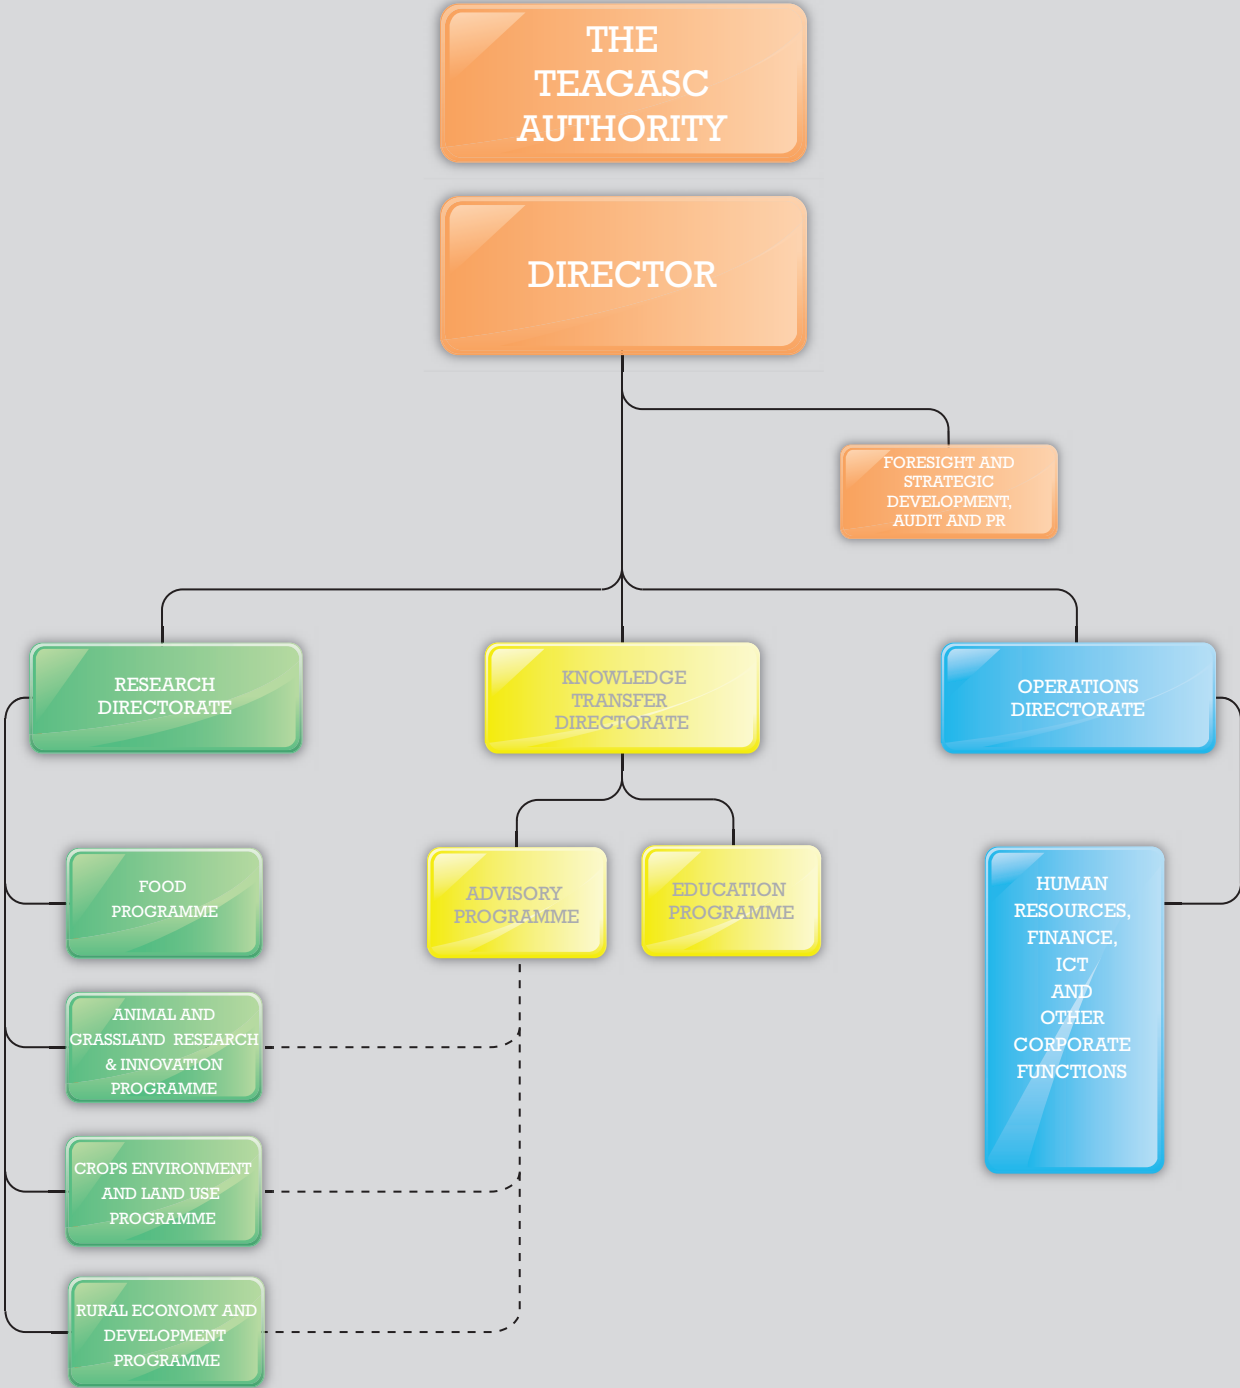 THE
TEAGASC
AUTHORITY
DIRECTOR
FORESIGHT AND
STRATEGIC
DEVELOPMENT,
AUDIT AND PR
RESEARCH
DIRECTORATE
KNOWLEDGE
TRANSFER
DIRECTORATE
OPERATIONS
DIRECTORATE
FOOD
PROGRAMME
ADVISORY
PROGRAMME
EDUCATION
PROGRAMME
HUMAN
RESOURCES,
FINANCE,
ICT
AND
OTHER
CORPORATE
FUNCTIONS
ANIMAL AND
GRASSLAND RESEARCH
& INNOVATION
PROGRAMME
CROPS ENVIRONMENT
AND LAND USE
PROGRAMME
RURAL ECONOMY AND
DEVELOPMENT
PROGRAMME